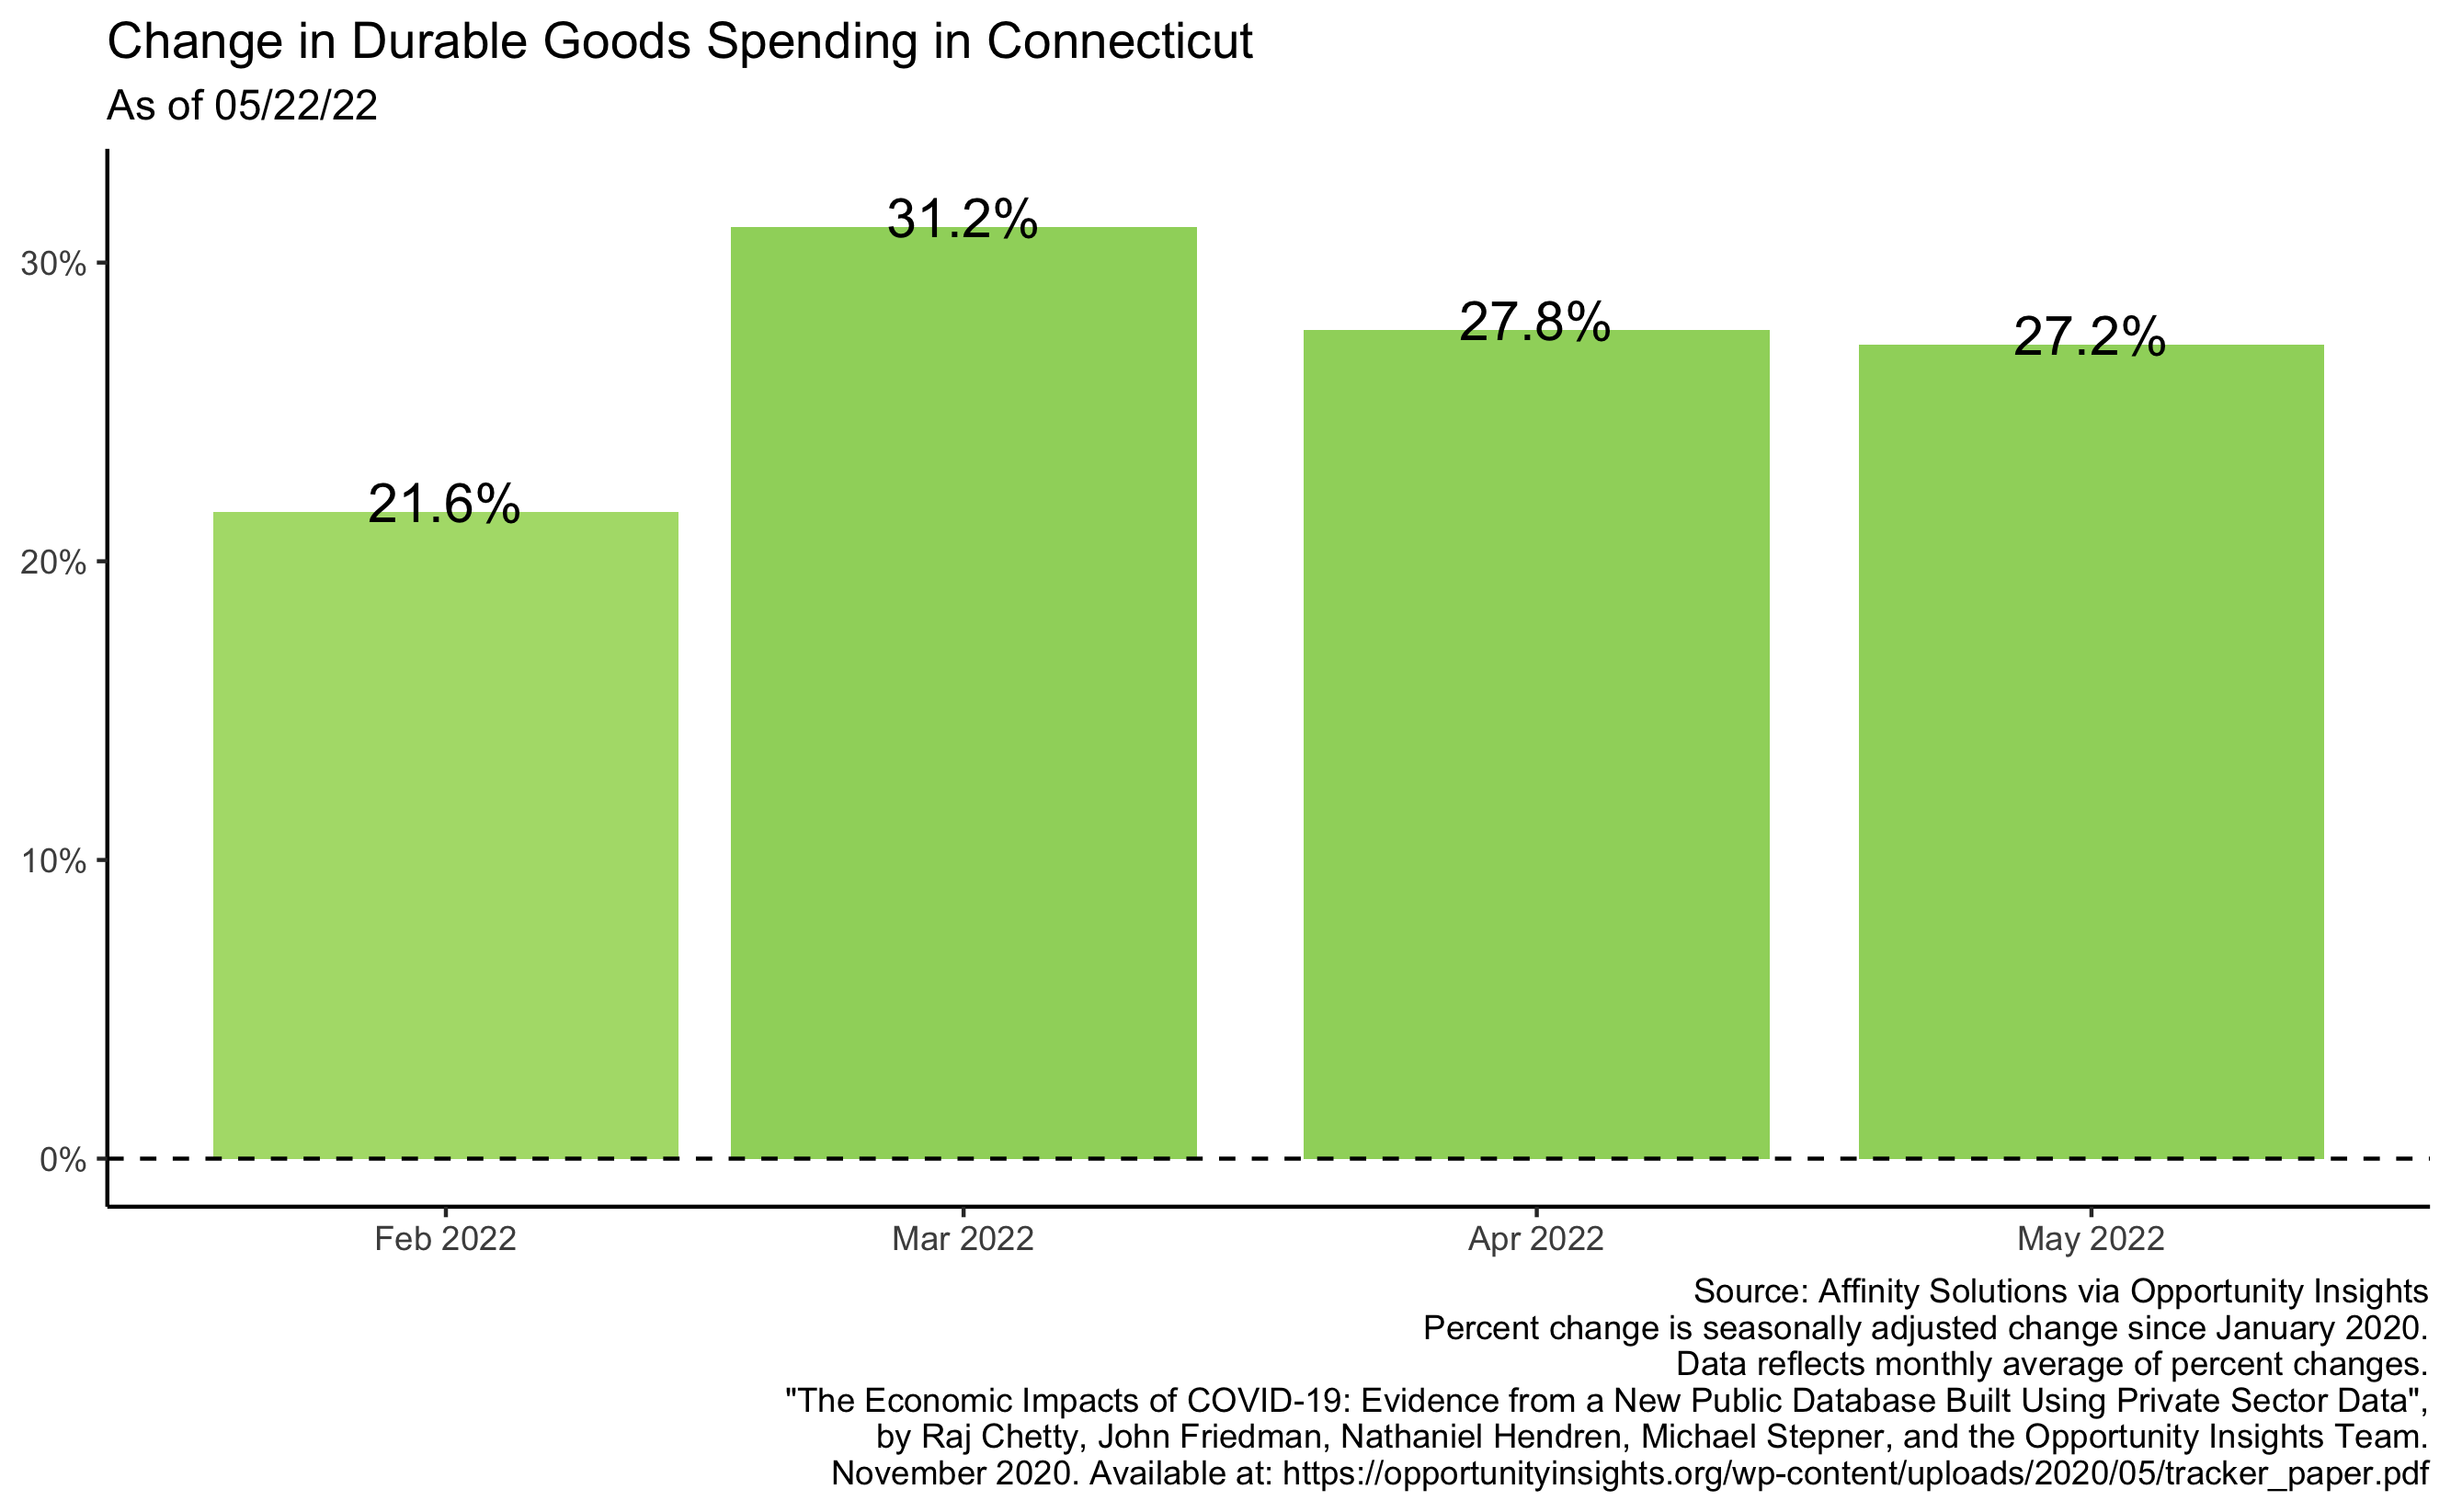 Change in Durable Goods Spending in Connecticut
As of 05/22/22
31.2%
30%
27.8%
27.2%
21.6%
20%
10%
0%
Feb 2022
Mar 2022
Apr 2022
May 2022
Source: Affinity Solutions via Opportunity Insights
Percent change is seasonally adjusted change since January 2020.
Data reflects monthly average of percent changes.
"The Economic Impacts of COVID-19: Evidence from a New Public Database Built Using Private Sector Data",
by Raj Chetty, John Friedman, Nathaniel Hendren, Michael Stepner, and the Opportunity Insights Team.
November 2020. Available at: https://opportunityinsights.org/wp-content/uploads/2020/05/tracker_paper.pdf